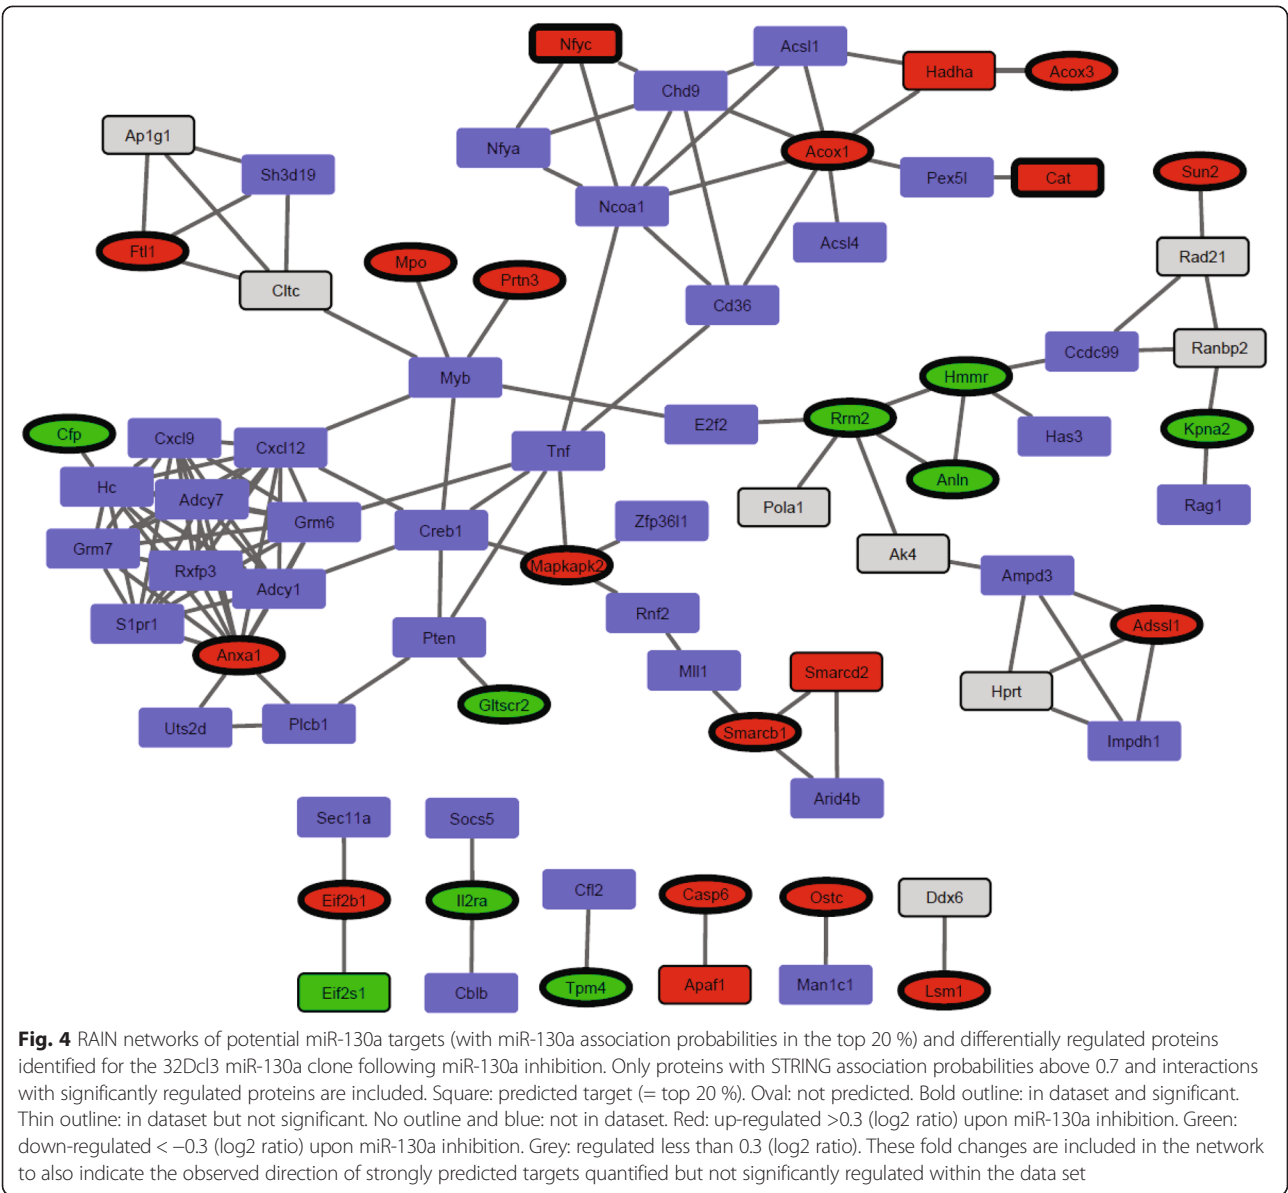 Nfyc
Acsl1
Hadha
Acox3
Chd9
Ap1g1
Nfya
Acox1
Sh3d19
Pex5l
Cat
Sun2
Ncoa1
Acsl4
Ftl1
Mpo
Rad21
Prtn3
Cltc
Cd36
Ccdc99
Ranbp2
Myb
Hmmr
E2f2
Rrm2
Kpna2
Cfp
Cxcl9
Cxcl12
Tnf
Has3
Hc
Adcy7
Anln
Grm6
Pola1
Rag1
Zfp36l1
Creb1
Grm7
Ak4
Mapkapk2
Rxfp3
Ampd3
Adcy1
Rnf2
S1pr1
Pten
Adssl1
Anxa1
Mll1
Smarcd2
Hprt
Gltscr2
Uts2d
Plcb1
Smarcb1
Impdh1
Arid4b
Sec11a
Socs5
Cfl2
Casp6
Ostc
Ddx6
Eif2b1
Il2ra
Eif2s1
Cblb
Tpm4
Apaf1
Man1c1
Lsm1
Fig. 4 RAIN networks of potential miR-130a targets (with miR-130a association probabilities in the top 20 %) and differentially regulated proteins
identified for the 32Dcl3 miR-130a clone following miR-130a inhibition. Only proteins with STRING association probabilities above 0.7 and interactions
with significantly regulated proteins are included. Square: predicted target (= top 20 %). Oval: not predicted. Bold outline: in dataset and significant.
Thin outline: in dataset but not significant. No outline and blue: not in dataset. Red: up-regulated >0.3 (log2 ratio) upon miR-130a inhibition. Green:
down-regulated < −0.3 (log2 ratio) upon miR-130a inhibition. Grey: regulated less than 0.3 (log2 ratio). These fold changes are included in the network
to also indicate the observed direction of strongly predicted targets quantified but not significantly regulated within the data set